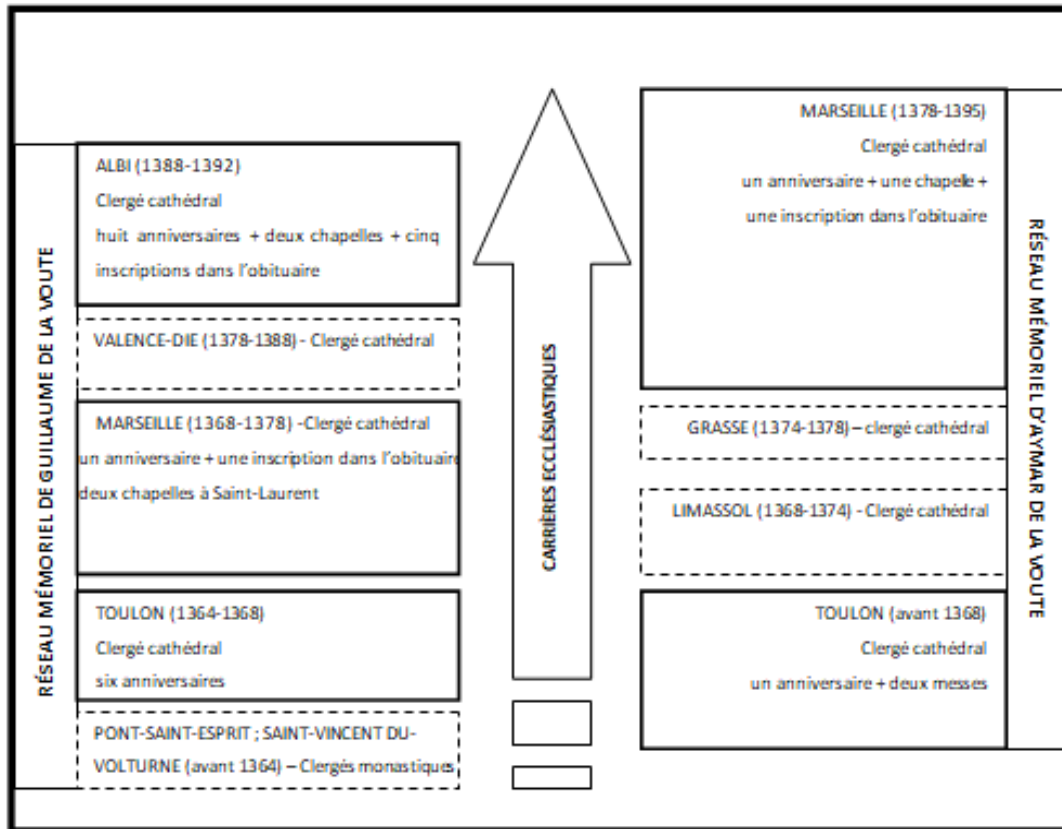 RÉSEAU MÉMORIEL DE GUILLAUME DE LA VOUTE
ALBI (1388-1392)
Clergé cathédral
huit anniversaires + deux chapelles + cinq
inscriptions dans l'obituaire
VALENCE-DIE (1378-1388) - Clergé cathédral
MARSEILLE (1368-1378) -Clergé cathédral
un anniversaire + une inscription dans l'obituaire
deux chapelles à Saint-Laurent
TOULON (1364-1368)
Clergé cathédral
six anniversaires
PONT-SAINT-ESPRIT ; SAINT-VINCENT DU-
VOLTURNE (avant 1364) – Clergés monastiques
CARRIÈRES ECCLÉSIASTIQUES
MARSEILLE (1378-1395)
Clergé cathédral
un anniversaire + une chapelle +
une inscription dans l'obituaire
GRASSE (1374-1378) – clergé cathédral
LIMASSOL (1368-1374) - Clergé cathédral
TOULON (avant 1368)
Clergé cathédral
un anniversaire + deux messes
RÉSEAU MÉMORIEL D'AYMAR DE LA VOUTE